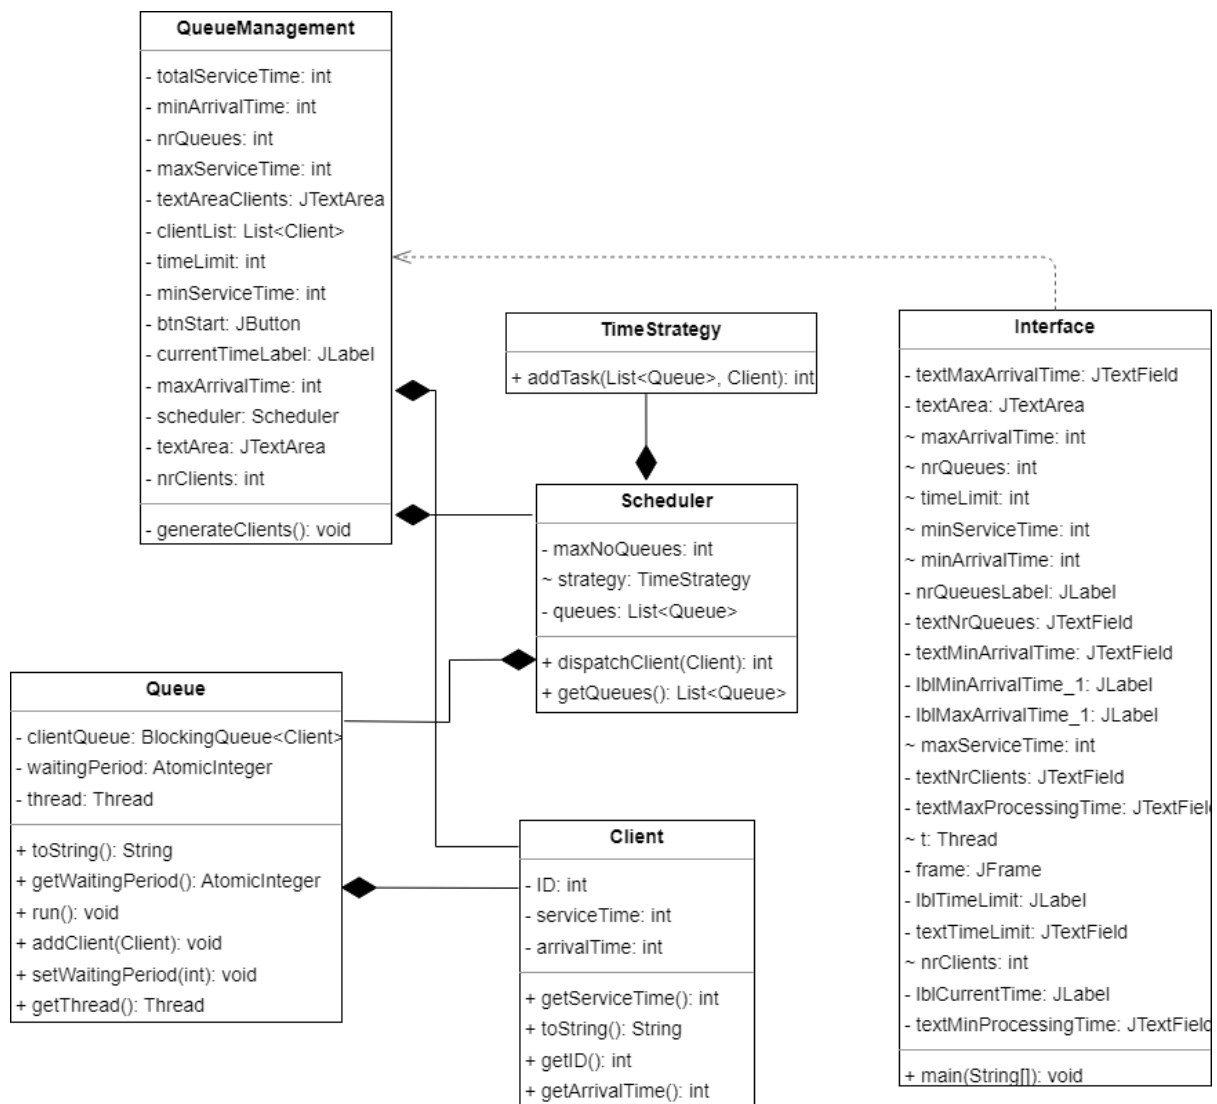 QueueManagement
- totalServiceTime: int
- minArrivalTime: int
- nrQueues: int
- maxServiceTime: int
- textAreaClients: JTextArea
- clientList: List<Client>
- timeLimit: int
- minServiceTime: int
- btnStart: JButton
- currentTimeLabel: JLabel
- maxArrivalTime: int
- scheduler: Scheduler
- textArea: JTextArea
- nrClients: int
- generateClients(): void
TimeStrategy
+ addTask(List<Queue>, Client): int
Scheduler
- maxNoQueues: int
~ strategy: TimeStrategy
- queues: List<Queue>
+ dispatchClient(Client): int
+ getQueues(): List<Queue>
Interface
- textMaxArrivalTime: JTextField
- textArea: JTextArea
~ maxArrivalTime: int
~ nrQueues: int
~ timeLimit: int
~ minServiceTime: int
~ minArrivalTime: int
- nrQueuesLabel: JLabel
- textNrQueues: JTextField
- textMinArrivalTime: JTextField
- lblMinArrivalTime_1: JLabel
- lblMaxArrivalTime_1: JLabel
~ maxServiceTime: int
- textNrClients: JTextField
- textMaxProcessingTime: JTextField
~ t: Thread
- frame: JFrame
- lblTimeLimit: JLabel
- textTimeLimit: JTextField
~ nrClients: int
- lblCurrentTime: JLabel
- textMinProcessingTime: JTextField
+ main(String[]): void
Queue
- clientQueue: BlockingQueue<Client>
- waitingPeriod: AtomicInteger
- thread: Thread
+ toString(): String
+ getWaitingPeriod(): AtomicInteger
+ run(): void
+ addClient(Client): void
+ setWaitingPeriod(int): void
+ getThread(): Thread
Client
- ID: int
- serviceTime: int
- arrivalTime: int
+ getServiceTime(): int
+ toString(): String
+ getID(): int
+ getArrivalTime(): int